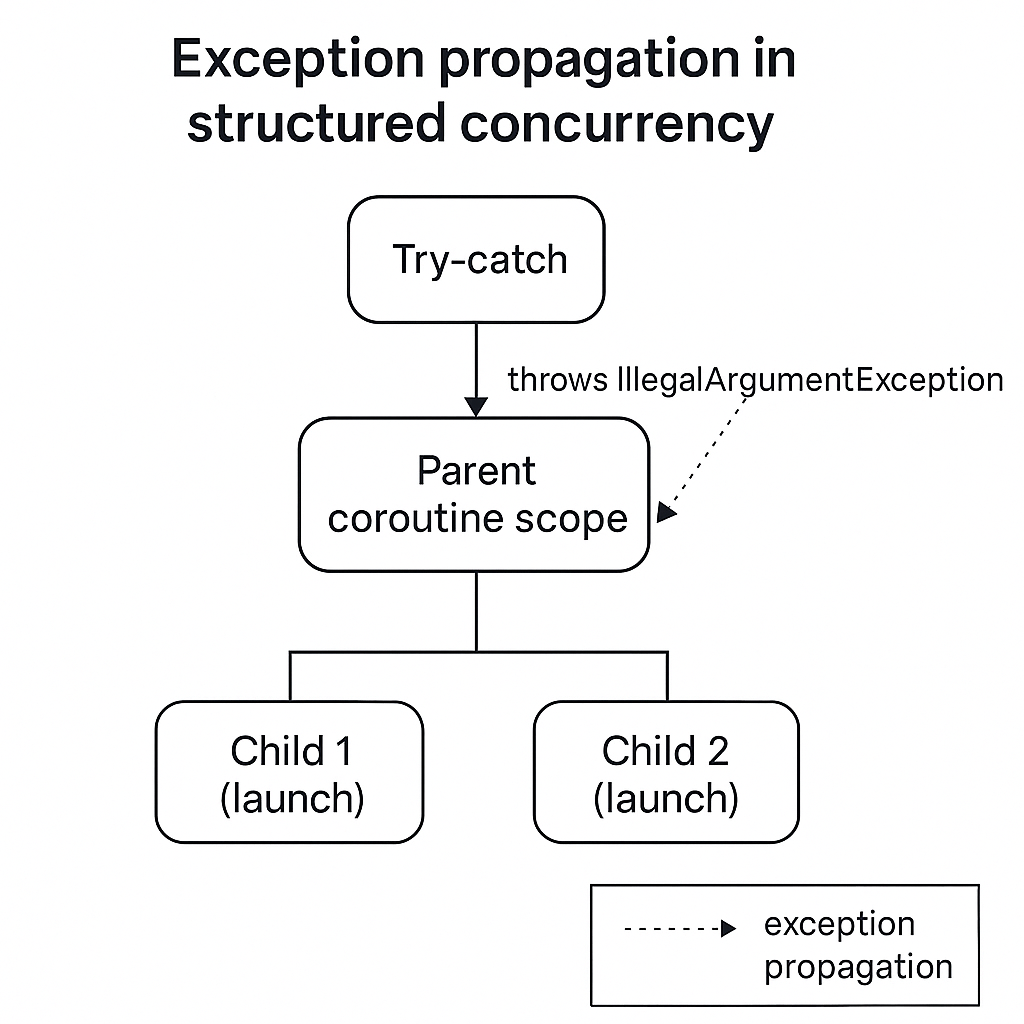 Exception propagation in
structured concurrency
Try-catch
throws IllegalArgumentException
Parent
coroutine scope
Child 1
(launch)
Child 2
(launch)
exception
propagation